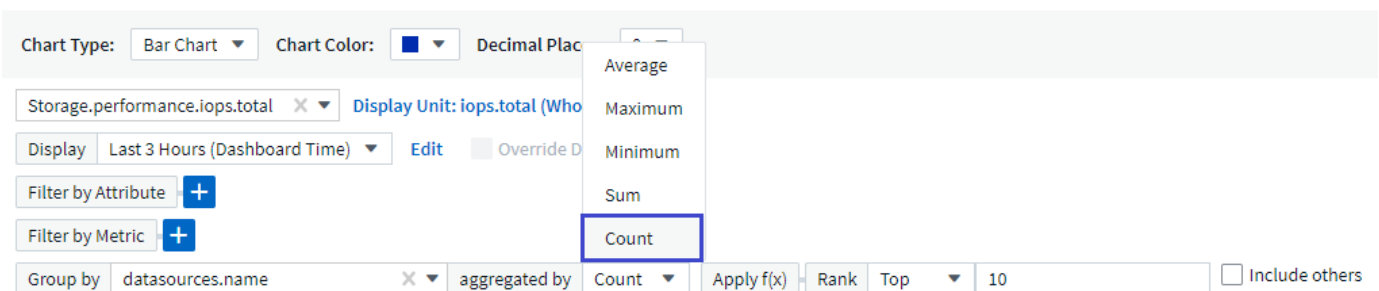 Chart Type: Bar Chart Chart Color: Decimal Plac
Average
Storage.performance.iops.total Display Unit: iops.total (Who
Maximum
Display Last 3 Hours (Dashboard Time) Edit Override D
Minimum
Filter by Attribute +
Sum
Filter by Metric +
Count
Group by datasources.name aggregated by Count Apply f(x) Rank Top 10 Include others